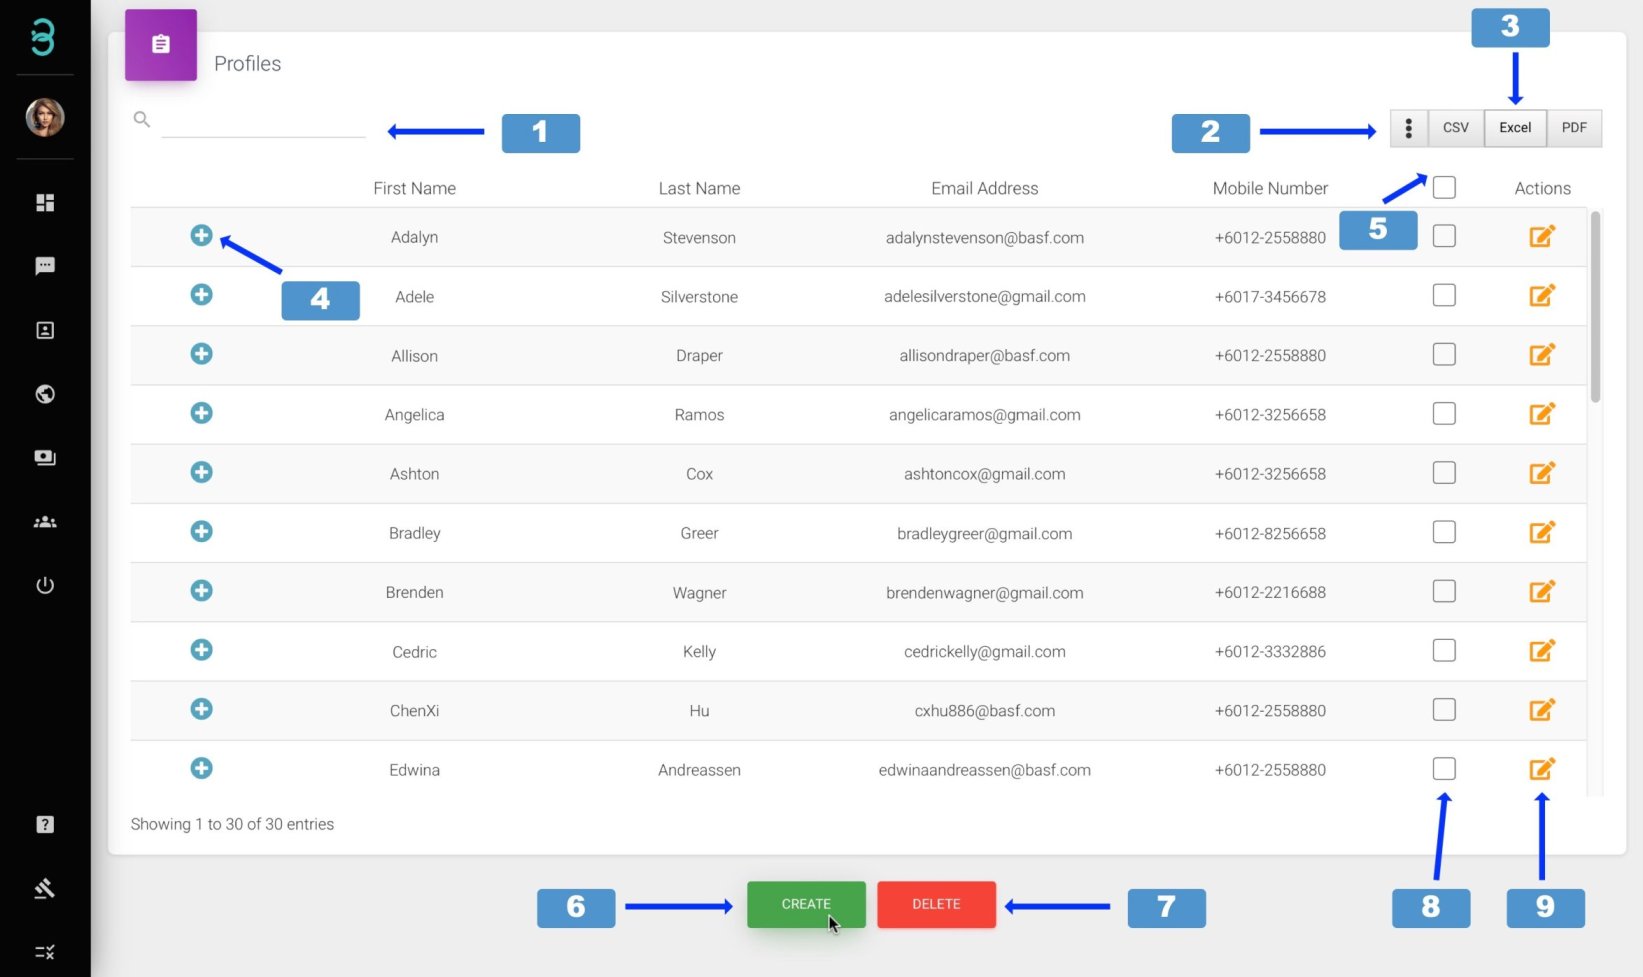 3
Profiles
1
2
CSV Excel PDF
First Name Last Name Email Address Mobile Number Actions
5
Adalyn Stevenson adalynstevenson@basf.com +6012-2558880
4
Adele Silverstone adelesilverstone@gmail.com +6017-3456678
Allison Draper allisondraper@basf.com +6012-2558880
Angelica Ramos angelicaramos@gmail.com +6012-3256658
Ashton Cox ashtoncox@gmail.com +6012-3256658
Bradley Greer bradleygreer@gmail.com +6012-8256658
Brenden Wagner brendenwagner@gmail.com +6012-2216688
Cedric Kelly cedrickelly@gmail.com +6012-3332886
ChenXi Hu cxhu886@basf.com +6012-2558880
Edwina Andreassen edwinaandreassen@basf.com +6012-2558880
Showing 1 to 30 of 30 entries
6 CREATE DELETE 7 8 9